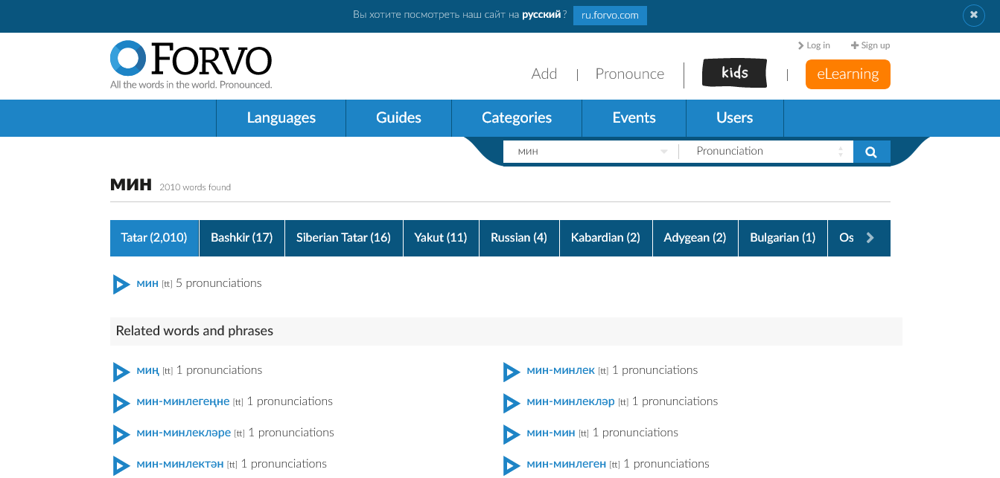 Вы хотите посмотреть наш сайт на русский? ru.forvo.com
Log in Sign up
FORVO
All the words in the world. Pronounced.
Add | Pronounce kids eLearning
Languages Guides Categories Events Users
мин Pronunciation
мин 2010 words found
Tatar (2,010) Bashkir (17) Siberian Tatar (16) Yakut (11) Russian (4) Kabardian (2) Adygean (2) Bulgarian (1) Os
мин [tt] 5 pronunciations
Related words and phrases
миң [tt] 1 pronunciations
мин-минлек [tt] 1 pronunciations
мин-минлегеңне [tt] 1 pronunciations
мин-минлекләр [tt] 1 pronunciations
мин-минлекләре [tt] 1 pronunciations
мин-мин [tt] 1 pronunciations
мин-минлектән [tt] 1 pronunciations
мин-минлеген [tt] 1 pronunciations